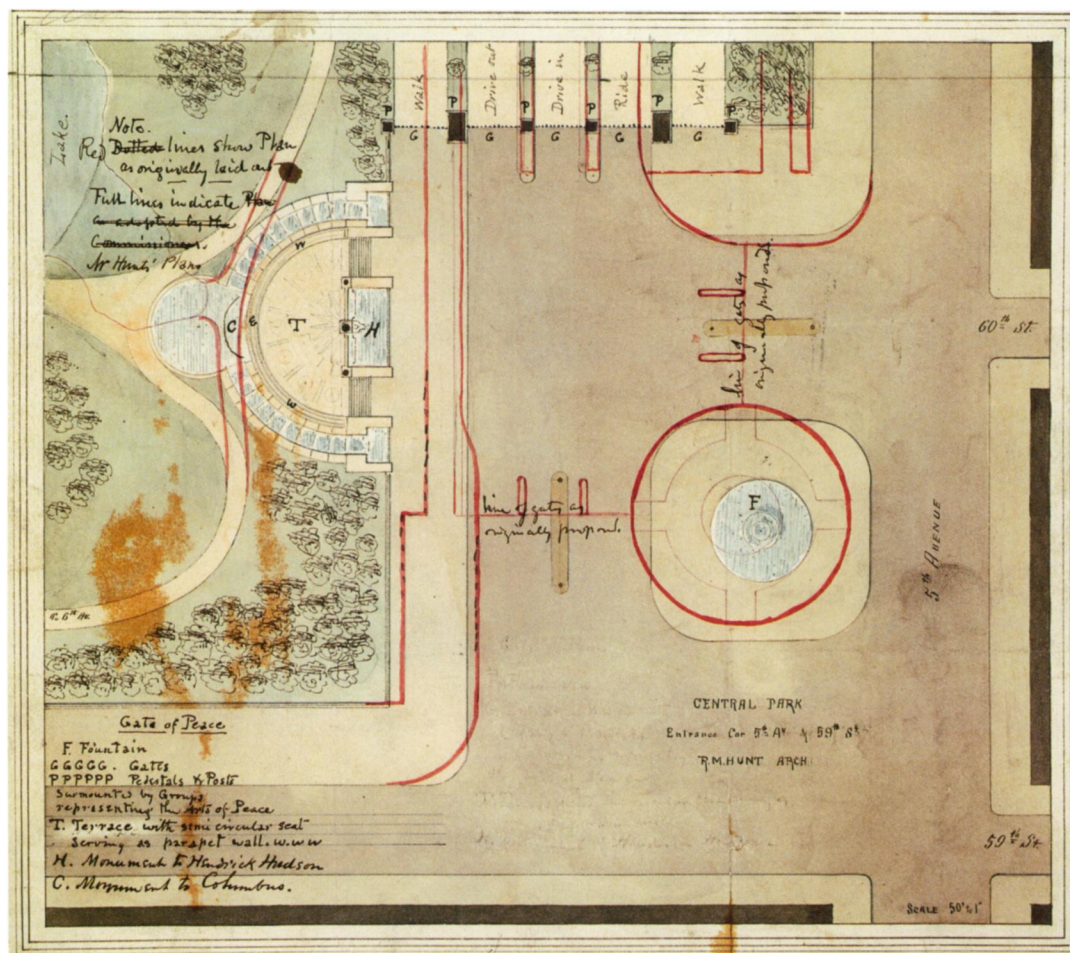 Lake.
Note.
Red Dotted lines show Plan
as originally laid out
Full lines indicate Plan
as adopted by the
Commissioners.
Mr Hunts' Plans
Walk
Drive out
Drive in
Ride
Walk
P
P
P
P
P
P
G
G
G
G
G
W
C
S
T
H
W
line of gates as
originally proposed.
60th St.
line of gates as
originally proposed.
F
5th AVENUE
6th Av.
CENTRAL PARK
Entrance Cor 5th Av & 59th St
R.M.HUNT ARCH
Gate of Peace
F. Fountain
GGGGG. Gates
PPPPPP Pedestals & Posts
Surmounted by Groups
representing the Arts of Peace
T. Terrace with semi circular seat
serving as parapet wall. w.w.w
H. Monument to Hendrick Hudson
C. Monument to Columbus.
59th St.
SCALE 50'=1"